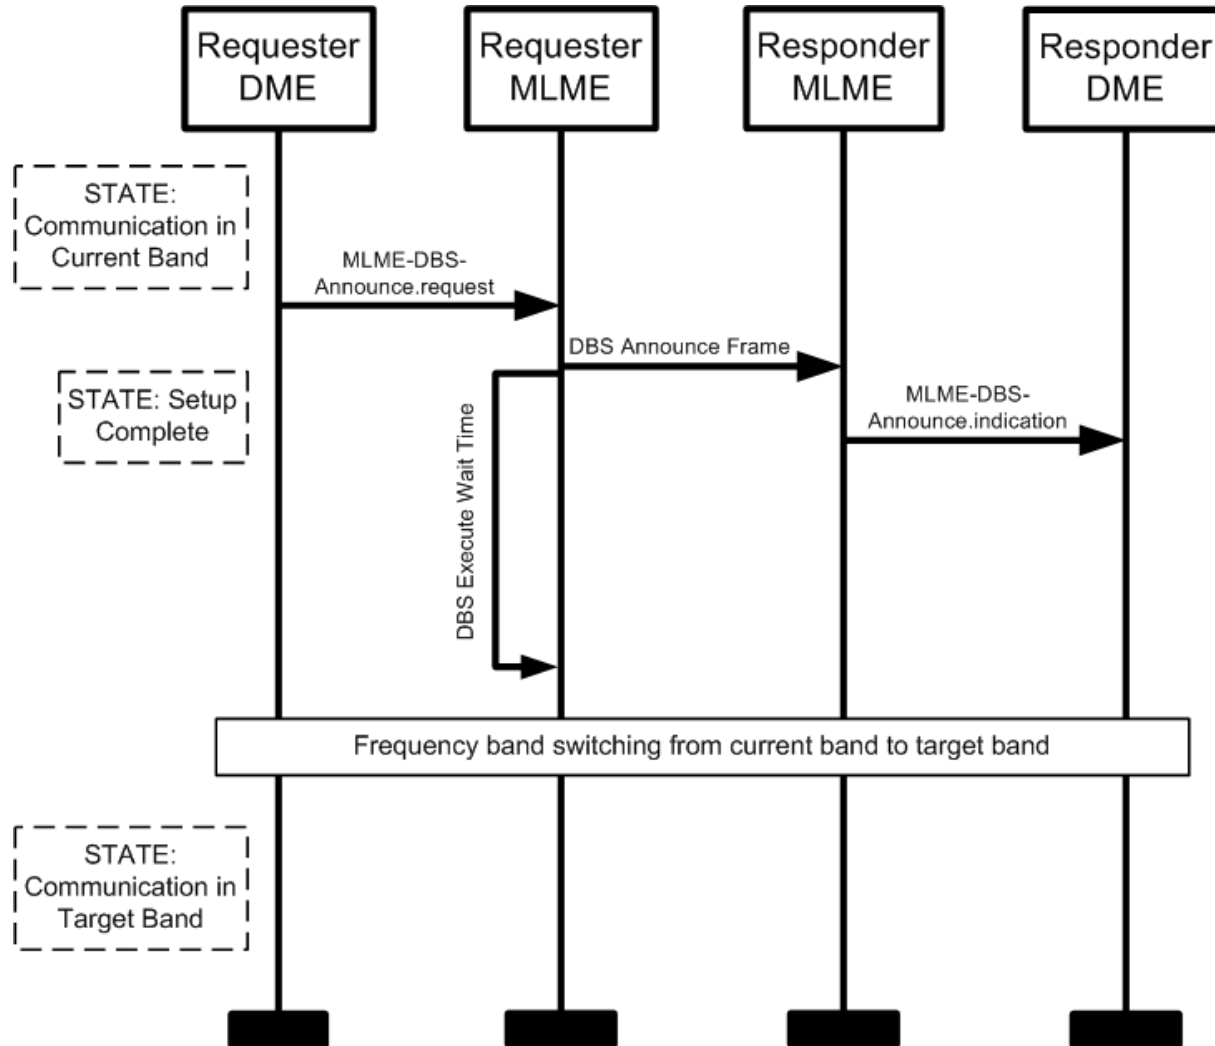 Requester
DME
Requester
MLME
Responder
MLME
Responder
DME
STATE:
Communication in
Current Band
MLME-DBS-
Announce.request
DBS Announce Frame
STATE: Setup
Complete
MLME-DBS-
Announce.indication
DBS Execute Wait Time
Frequency band switching from current band to target band
STATE:
Communication in
Target Band